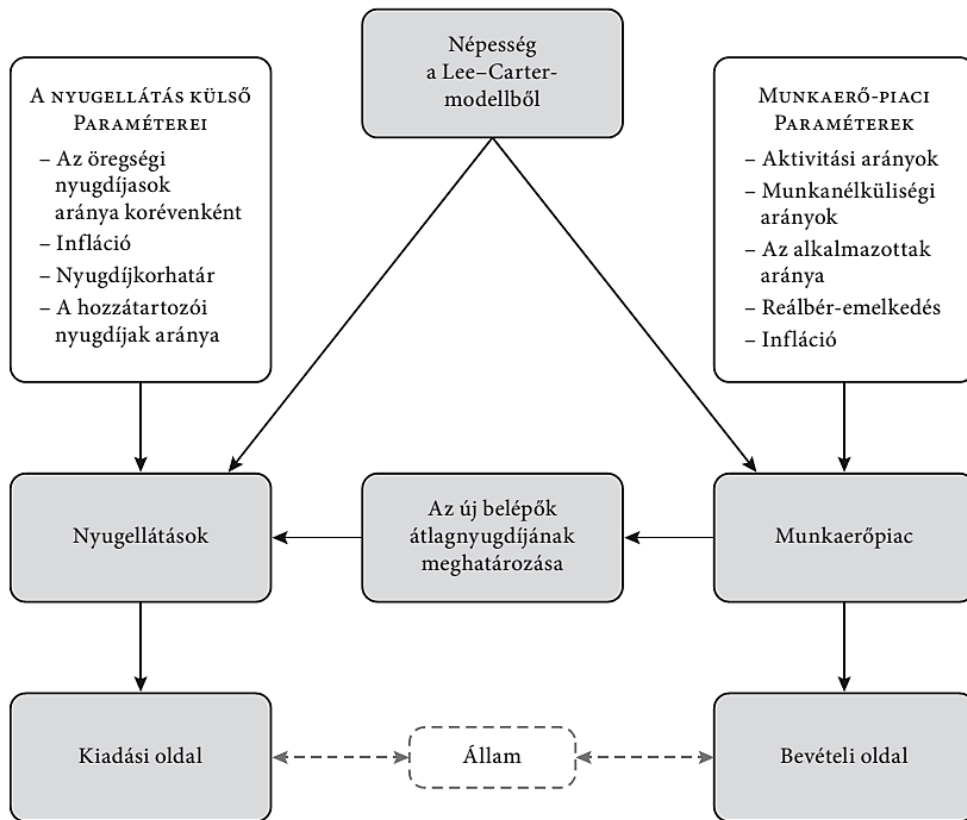 Népesség
a Lee–Carter-
modellből
A NYUGELLÁTÁS KÜLSŐ
PARAMÉTEREI
– Az öregségi
nyugdíjasok
aránya korévenként
– Infláció
– Nyugdíjkorhatár
– A hozzátartozói
nyugdíjak aránya
MUNKAERŐ-PIACI
PARAMÉTEREK
– Aktivitási arányok
– Munkanélküliségi
arányok
– Az alkalmazottak
aránya
– Reálbér-emelkedés
– Infláció
Nyugellátások
Az új belépők
átlagnyugdíjának
meghatározása
Munkaerőpiac
Kiadási oldal
Állam
Bevételi oldal